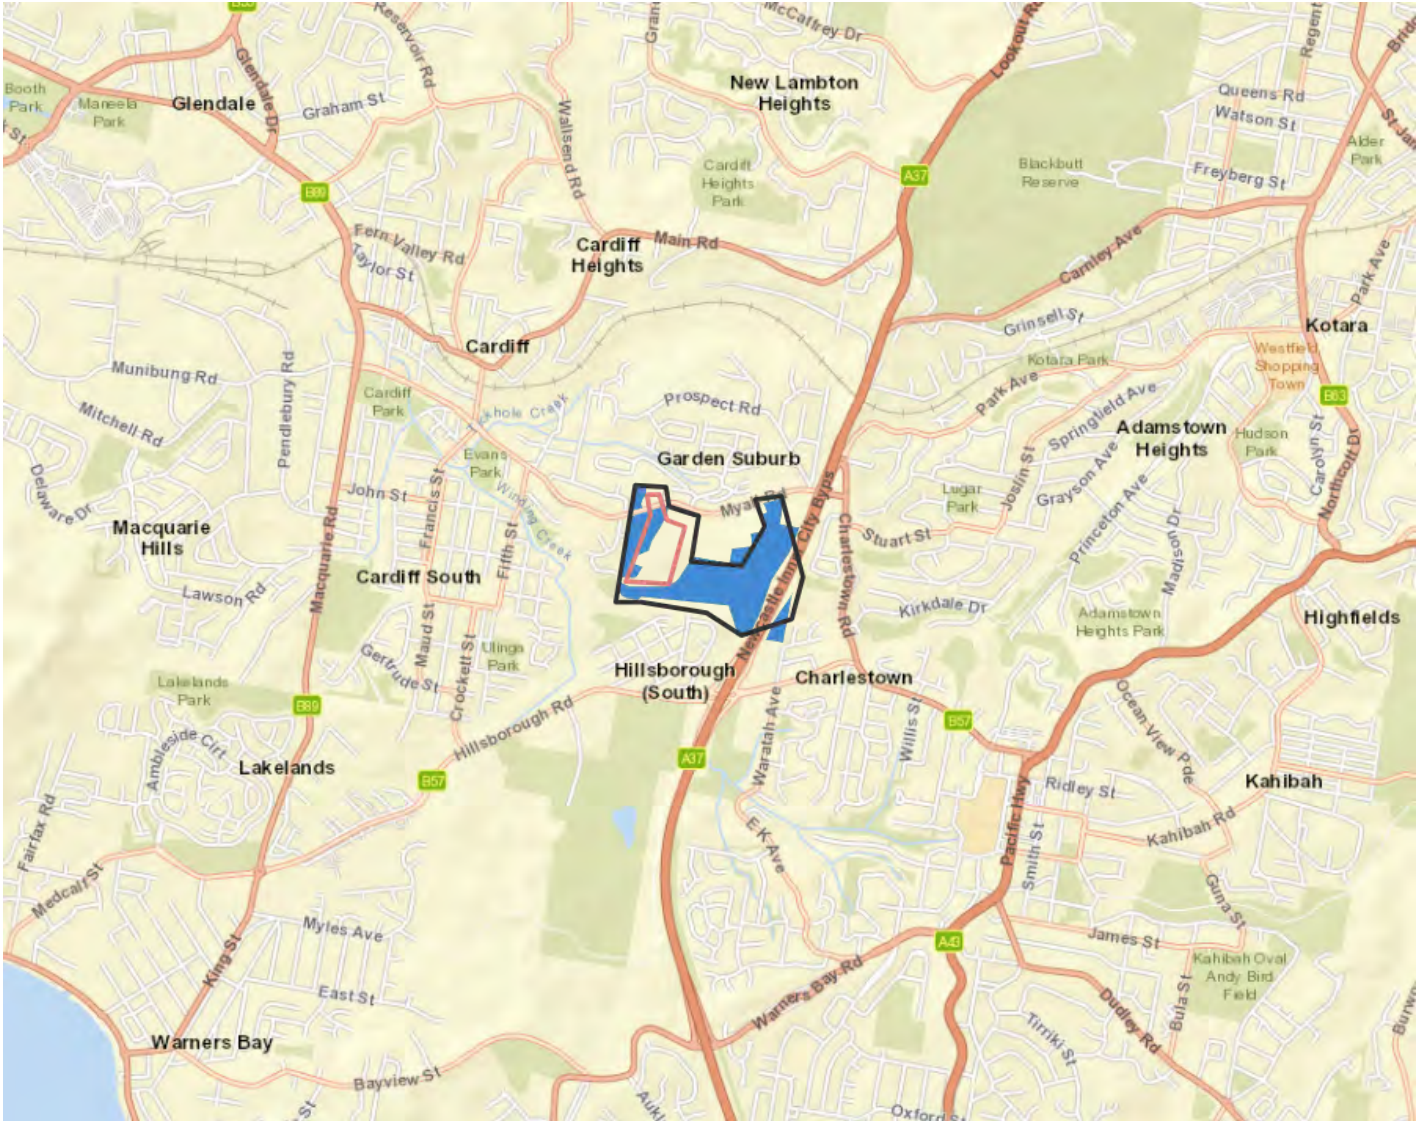 McCaffrey Dr
Reservoir Rd
Lookout Rd
Regent
Glendale Dr
Booth
Park
Maneela
Park
Glendale
Graham St
New Lambton
Heights
Queens Rd
Watson St
Wallsend Rd
Alder
Park
Cardiff
Heights
Park
Blackbutt
Reserve
Freyberg St
A37
B89
Fern Valley Rd
Taylor St
Cardiff
Heights
Main Rd
Carnley Ave
Park Ave
Grinsell St
Kotara
Cardiff
Westfield
Shopping
Town
Kotara Park
Munibung Rd
Pendlebury Rd
Cardiff
Park
Park Ave
Springfield Ave
B63
Mitchell Rd
Prospect Rd
Adamstown
Heights
Hudson
Park
Carolyn St
Northcott Dr
Evans
Park
Garden Suburb
Joslin St
Grayson Ave
Delaware Dr
John St
Francis St
Winding Creek
Lugar
Park
Princeton Ave
Macquarie
Hills
Macquarie Rd
Fifth St
Charlestown Rd
Stuart St
Madison Dr
Cardiff South
Lawson Rd
Kirkdale Dr
Adamstown
Heights Park
Highfields
Maud St
Crockett St
Gertrude St
Ulinga
Park
Hillsborough
(South)
Charlestown
Lakelands
Park
B89
Hillsborough Rd
Waratah Ave
Willis St
B57
Ocean View Pde
Ambleside Cirt
Lakelands
B57
A37
Ridley St
Kahibah
Fairfax Rd
E K Ave
Pacific Hwy
Smith St
Kahibah Rd
Medcalf St
Guna St
Myles Ave
King St
A43
James St
Kahibah Oval
Andy Bird
Field
East St
Warners Bay Rd
Dudley Rd
Bula St
Tirriki St
Warners Bay
Bayview St
Oxford St